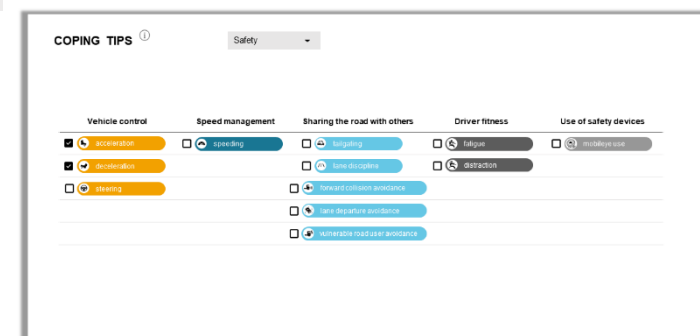 COPING TIPS
Safety
Vehicle control Speed management Sharing the road with others Driver fitness Use of safety devices
acceleration speeding tailgating fatigue mobileye use
deceleration lane discipline distraction
steering forward collision avoidance
lane departure avoidance
vulnerable road user avoidance